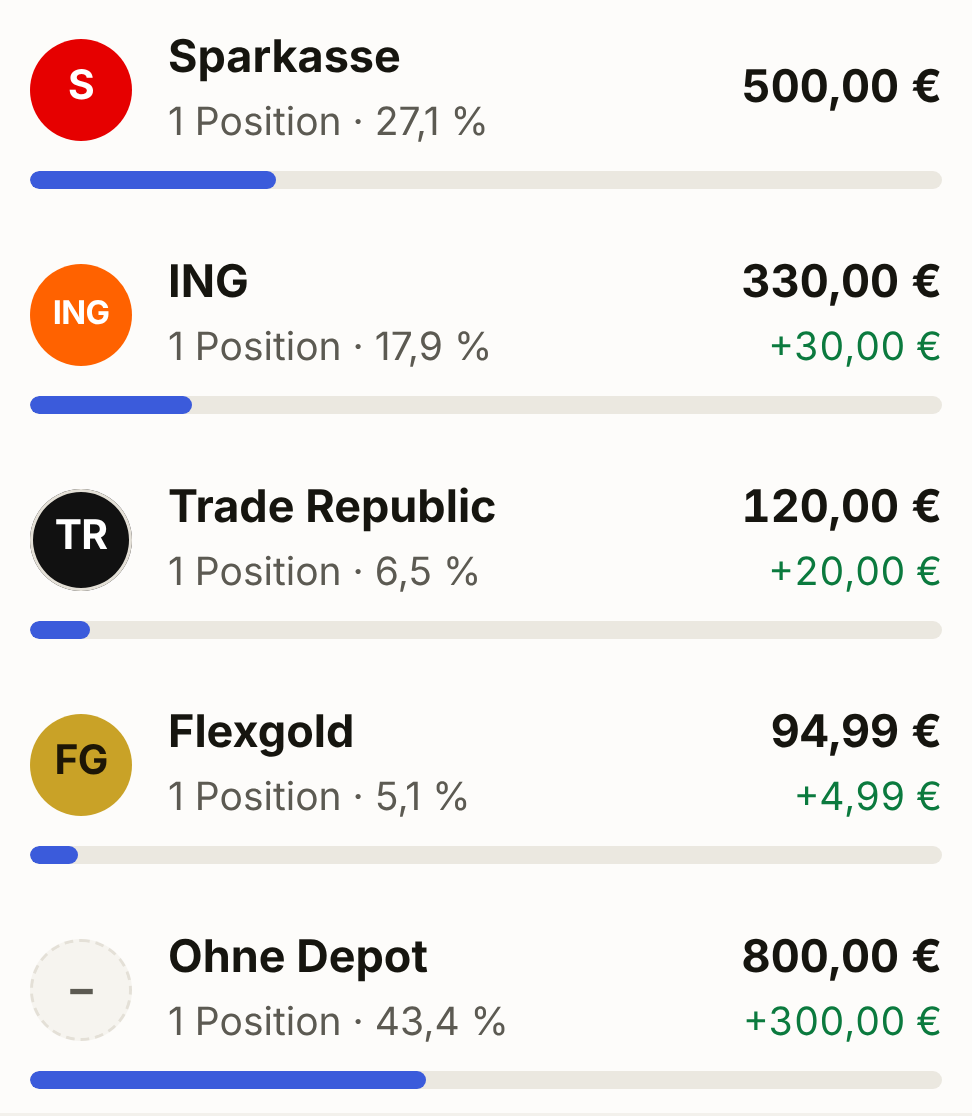 S
Sparkasse
500,00 €
1 Position · 27,1 %
ING
ING
330,00 €
1 Position · 17,9 %
+30,00 €
TR
Trade Republic
120,00 €
1 Position · 6,5 %
+20,00 €
FG
Flexgold
94,99 €
1 Position · 5,1 %
+4,99 €
–
Ohne Depot
800,00 €
1 Position · 43,4 %
+300,00 €